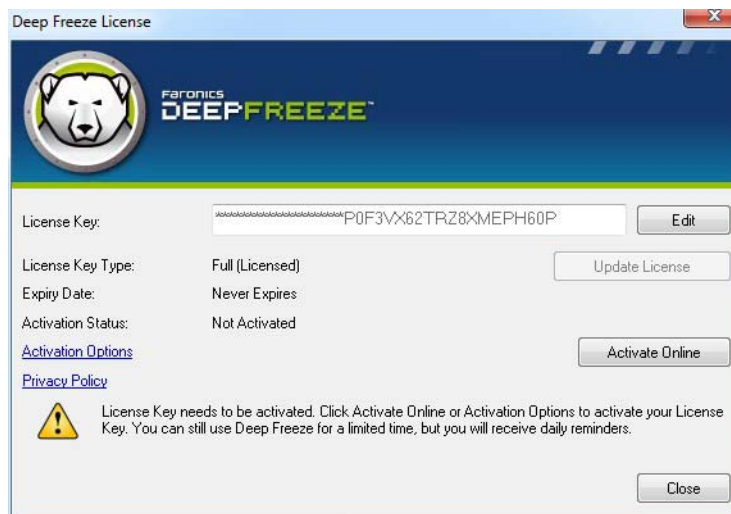 Deep Freeze License
Faronics
DEEPFREEZE™
License Key: **********************P0F3VX62TRZ8XMEPH60P Edit
License Key Type: Full (Licensed) Update License
Expiry Date: Never Expires
Activation Status: Not Activated
Activation Options Activate Online
Privacy Policy
License Key needs to be activated. Click Activate Online or Activation Options to activate your License
Key. You can still use Deep Freeze for a limited time, but you will receive daily reminders.
Close